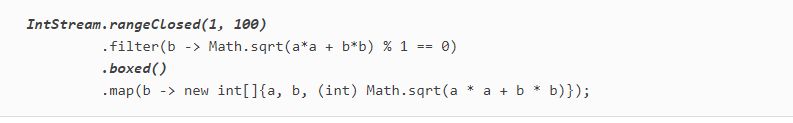 IntStream.rangeClosed(1, 100)
.filter(b -> Math.sqrt(a*a + b*b) % 1 == 0)
.boxed()
.map(b -> new int[]{a, b, (int) Math.sqrt(a * a + b * b)});